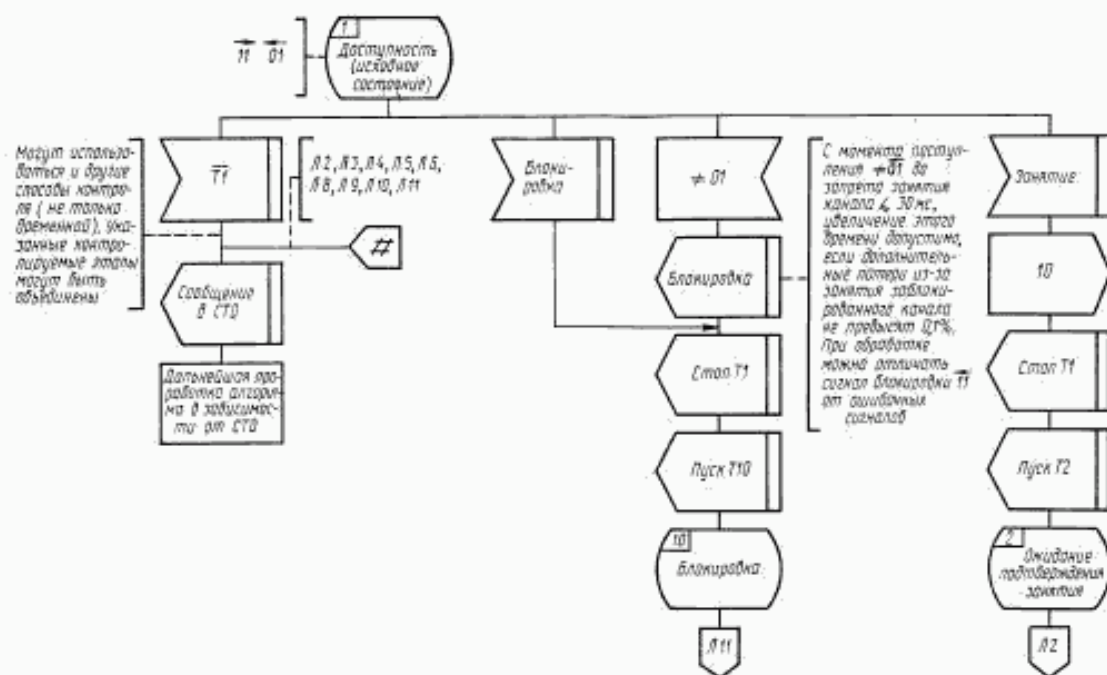 1
Доступность
(исходное
состояние)
11 01
Могут использо-
ваться и другие
способы контро-
ля (не только
временной), ука-
занные контро-
лируемые этапы
могут быть
объединены
T1
Л2, Л3, Л4, Л5, Л6,
Л8, Л9, Л10, Л11
#
Сообщение
в СТО
Дальнейшая про-
работка алгорит-
ма в зависимос-
ти от СТО
Блоки-
ровка
≠ 01
Блокировка
Стоп T1
Пуск T10
10
Блокировка
Л11
С момента поступ-
ления ≠01 до
запрета занятия
канала ⩽ 30 мс,
увеличение этого
времени допустимо,
если дополнитель-
ные потери из-за
занятия заблоки-
рованного канала
не превысят 0,1%.
При обработке
можно отличать
сигнал блокировки 11
от ошибочных
сигналов
Занятие
10
Стоп T1
Пуск T2
2
Ожидание
подтверждения
занятие
Л2